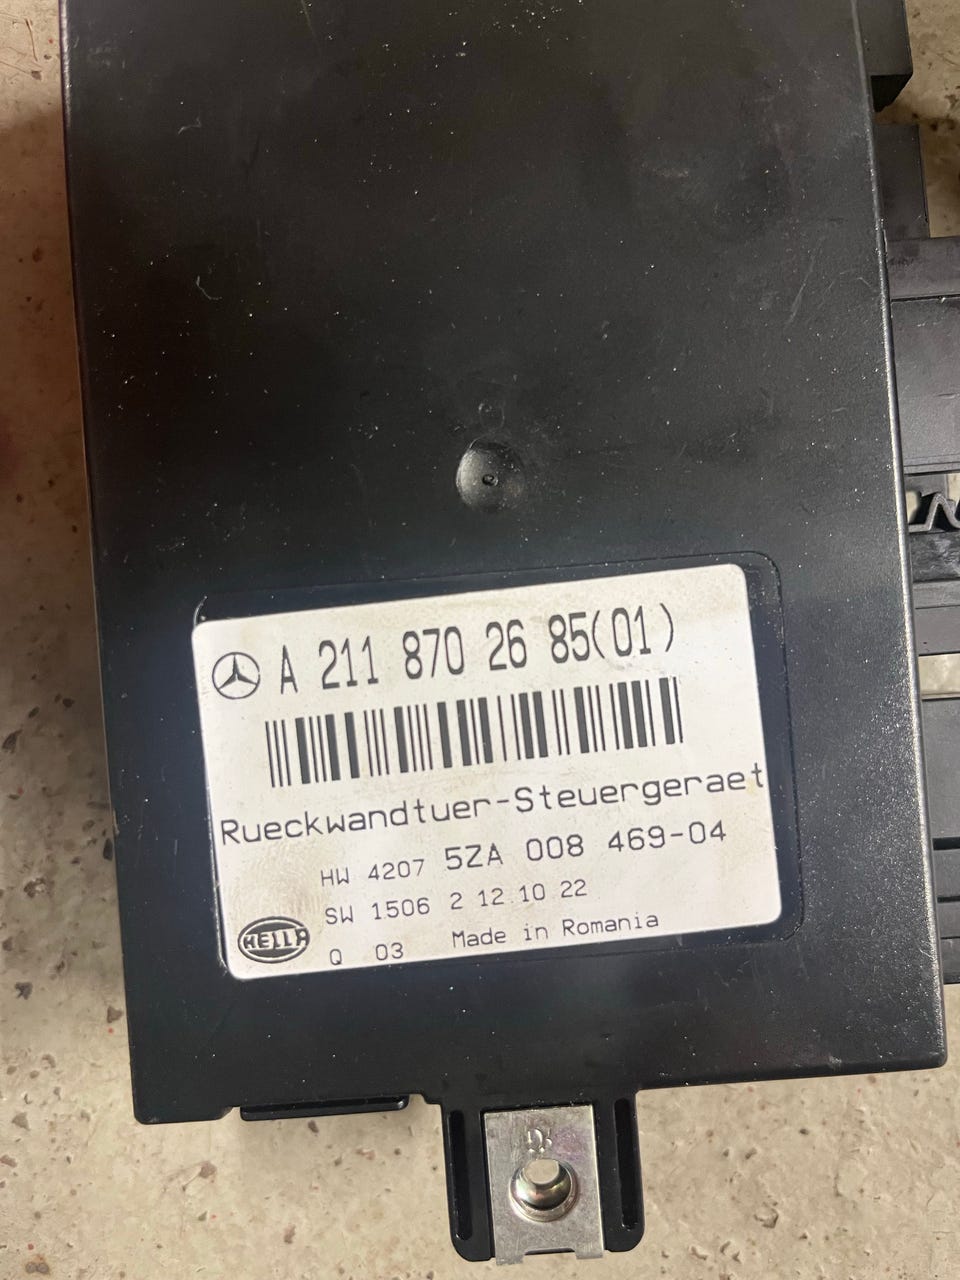 A 211 870 26 85(01)
Rueckwandtuer-Steuergeraet
HW 4207 5ZA 008 469-04
SW 1506 2 12 10 22
HELLA
Q 03 Made in Romania